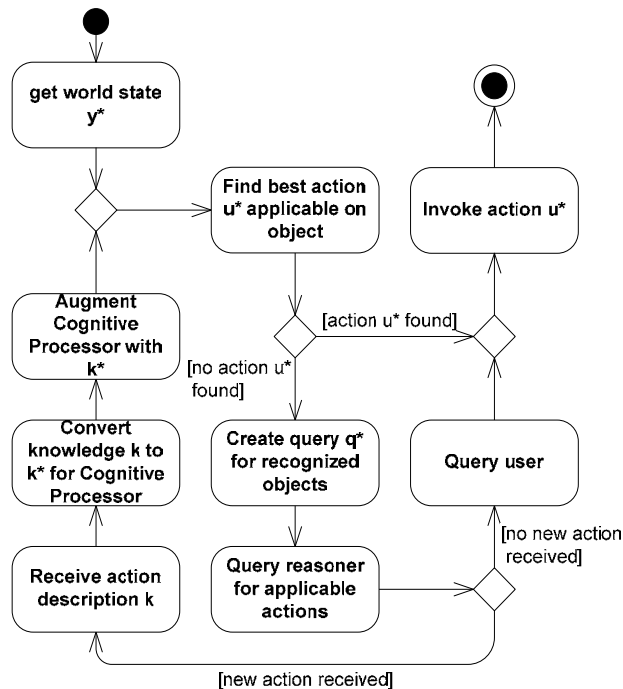 get world state
y*
Find best action
u* applicable on
object
Invoke action u*
Augment
Cognitive
Processor with
k*
[action u* found]
[no action u*
found]
Convert
knowledge k to
k* for Cognitive
Processor
Create query q*
for recognized
objects
Query user
[no new action
received]
Receive action
description k
Query reasoner
for applicable
actions
[new action received]